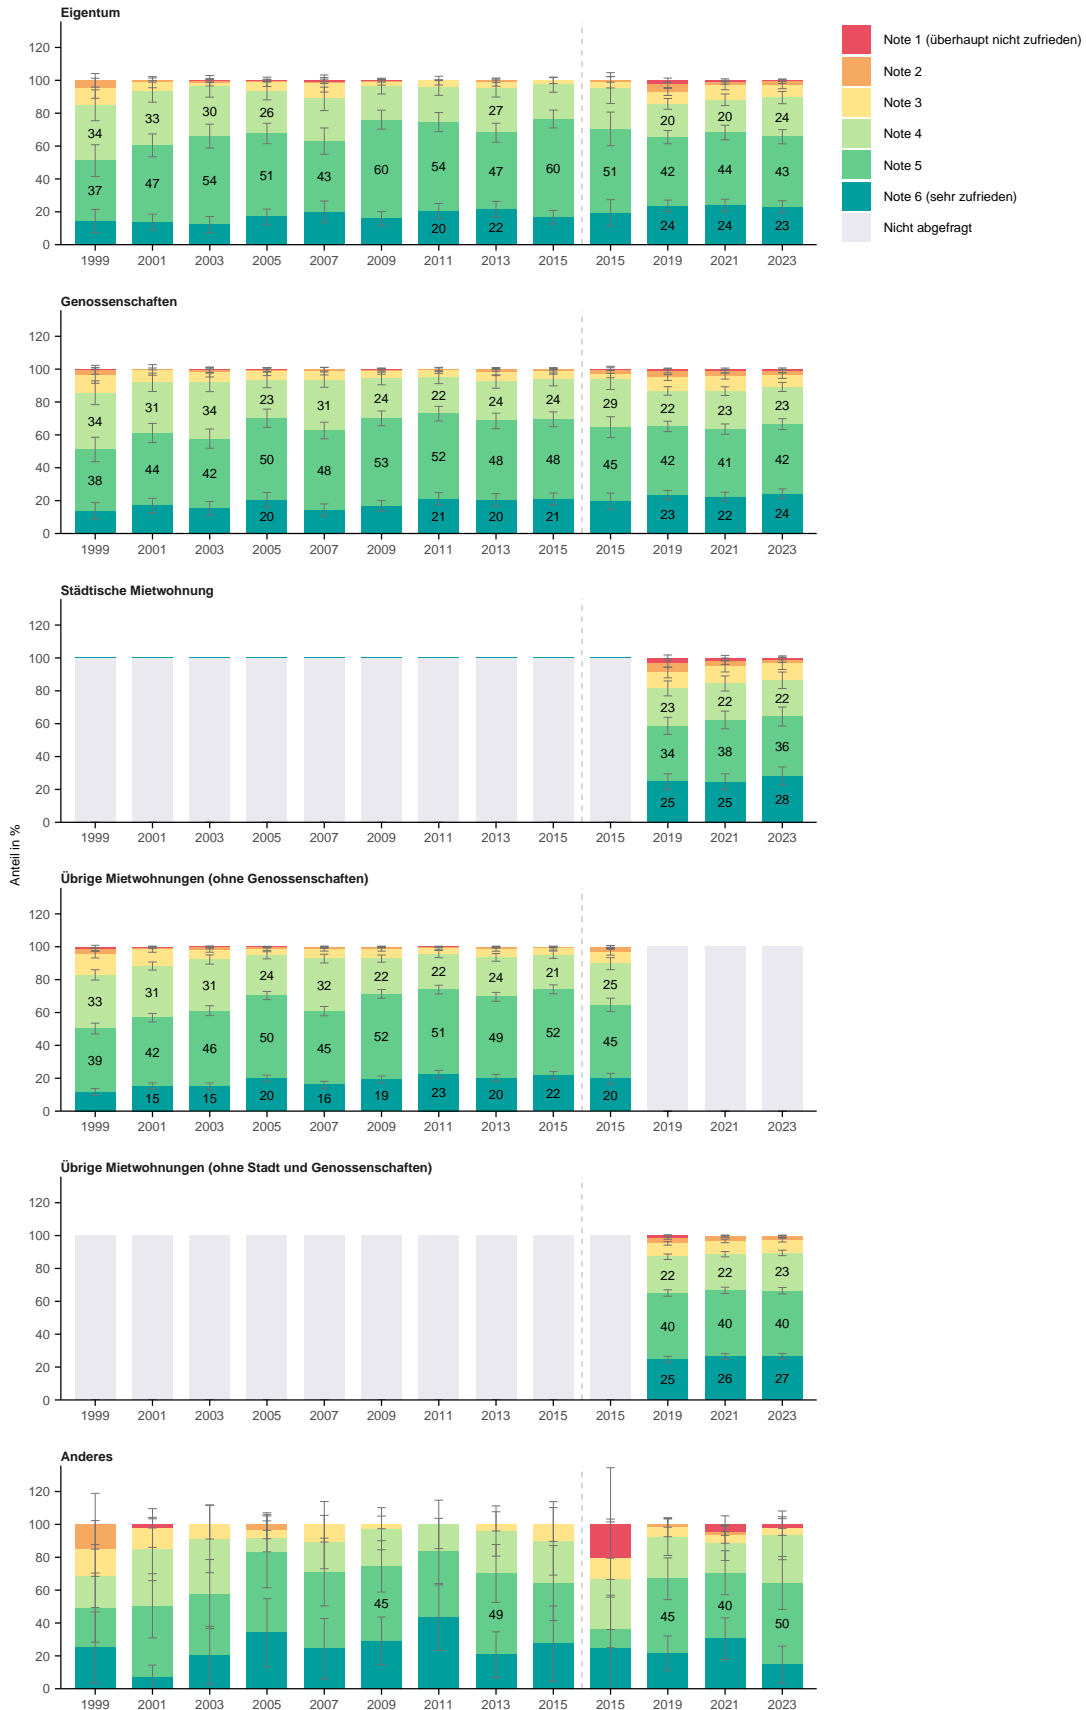 Eigentum
120
100
80
60
40
20
0
34 33 30 26 27 20 20 24
37 47 54 51 43 60 54 47 60 51 42 44 43
20 22 24 24 23
1999 2001 2003 2005 2007 2009 2011 2013 2015 2015 2019 2021 2023
Note 1 (überhaupt nicht zufrieden)
Note 2
Note 3
Note 4
Note 5
Note 6 (sehr zufrieden)
Nicht abgefragt
Genossenschaften
120
100
80
60
40
20
0
34 31 34 23 31 24 22 24 24 29 22 23 23
38 44 42 50 48 53 52 48 48 45 42 41 42
20 21 20 21 23 22 24
1999 2001 2003 2005 2007 2009 2011 2013 2015 2015 2019 2021 2023
Städtische Mietwohnung
120
100
80
60
40
20
0
23 22 22
34 38 36
25 25 28
1999 2001 2003 2005 2007 2009 2011 2013 2015 2015 2019 2021 2023
Anteil in %
Übrige Mietwohnungen (ohne Genossenschaften)
120
100
80
60
40
20
0
33 31 31 24 32 22 22 24 21 25
39 42 46 50 45 52 51 49 52 45
15 15 20 16 19 23 20 22 20
1999 2001 2003 2005 2007 2009 2011 2013 2015 2015 2019 2021 2023
Übrige Mietwohnungen (ohne Stadt und Genossenschaften)
120
100
80
60
40
20
0
22 22 23
40 40 40
25 26 27
1999 2001 2003 2005 2007 2009 2011 2013 2015 2015 2019 2021 2023
Anderes
120
100
80
60
40
20
0
45 49 45 40 50
1999 2001 2003 2005 2007 2009 2011 2013 2015 2015 2019 2021 2023